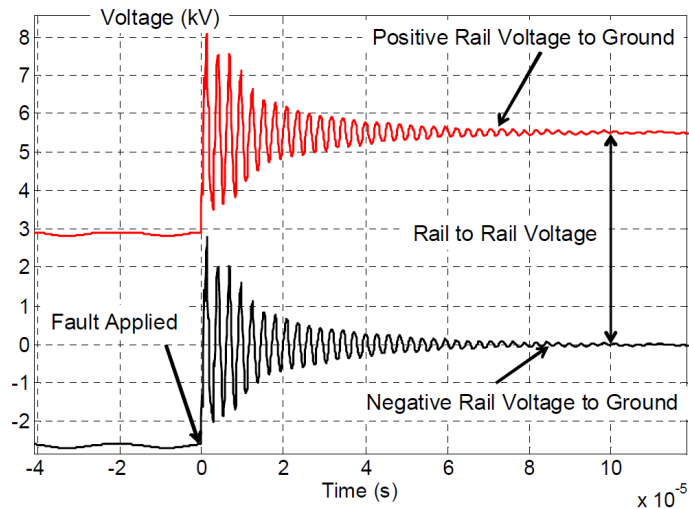 Voltage (kV)
8
7
6
5
4
3
2
1
0
-1
-2
Positive Rail Voltage to Ground
Rail to Rail Voltage
Fault Applied
Negative Rail Voltage to Ground
-4 -2 0 2 4 6 8 10
Time (s)
x 10-5